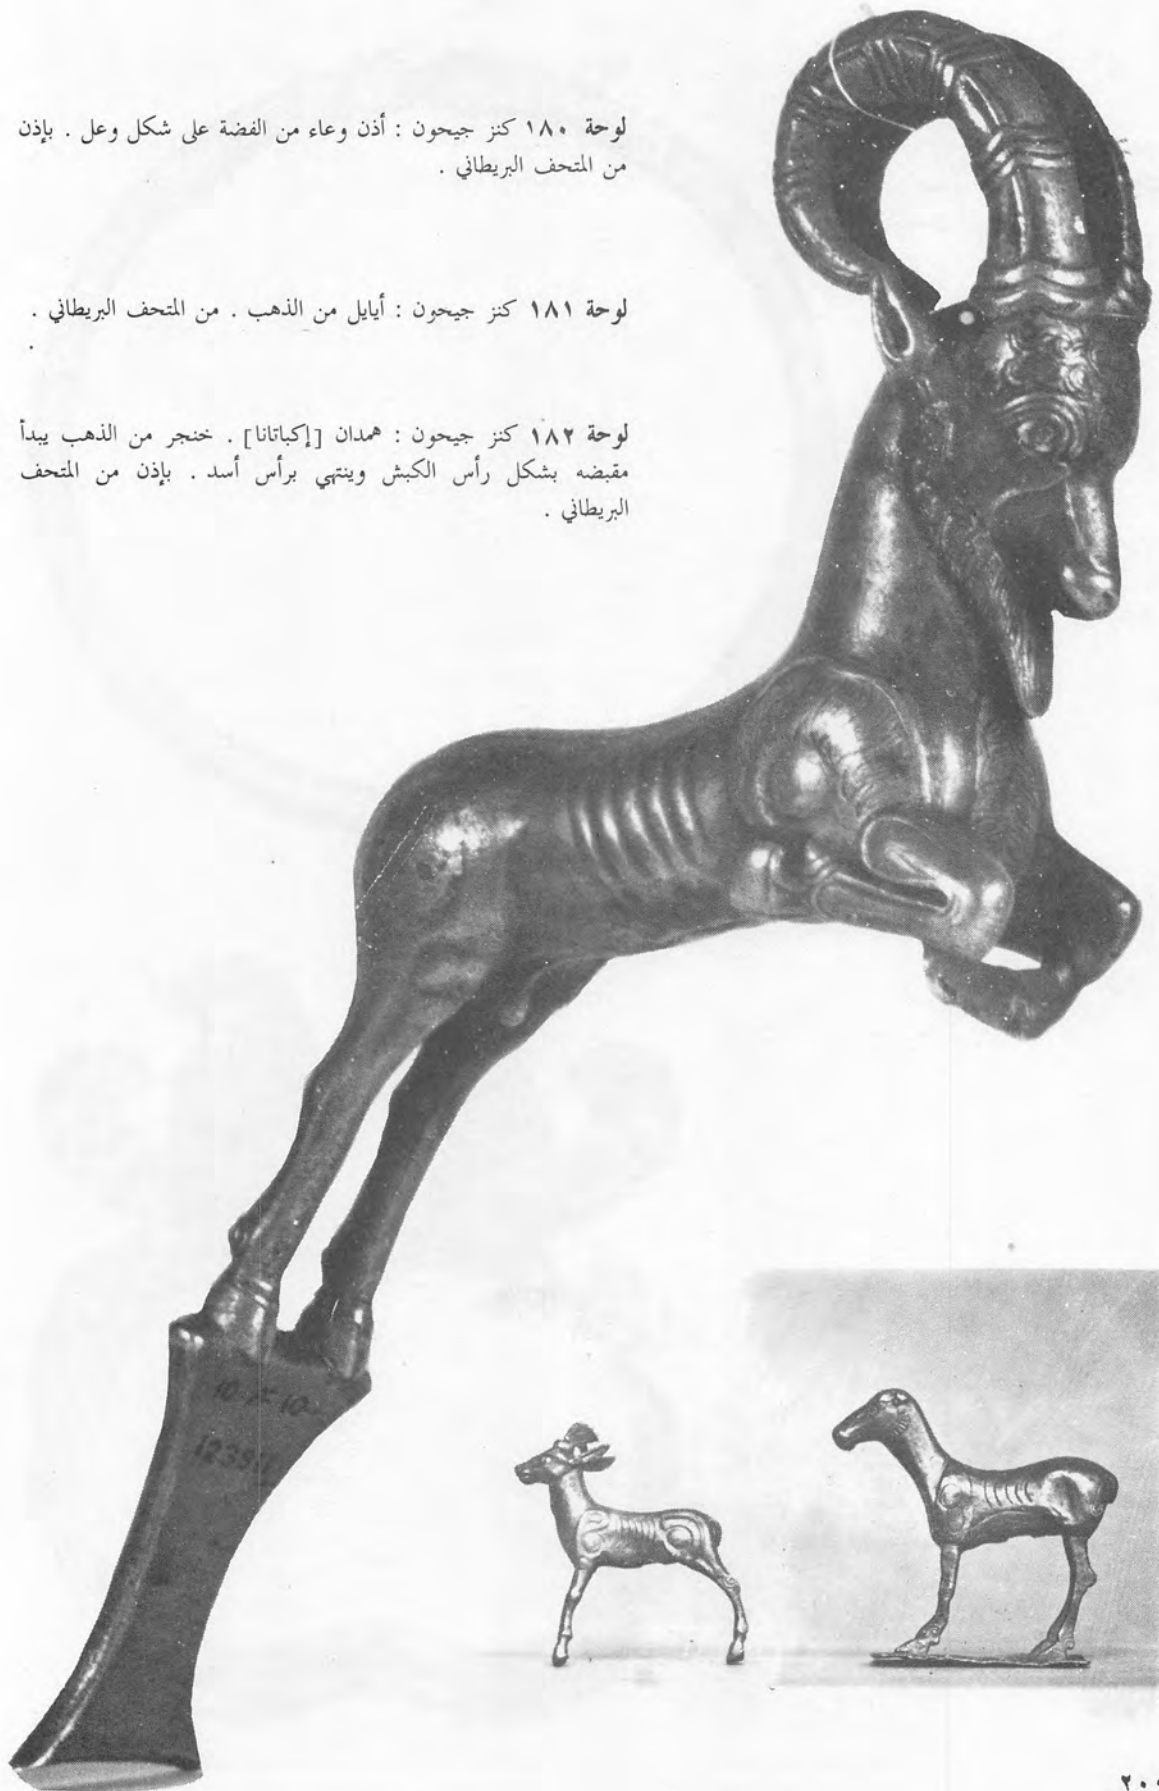 لوحة ١٨٠ كنز جيحون : أذن وعاء من الفضة على شكل وعل . بإذن
من المتحف البريطاني .
لوحة ١٨١ كنز جيحون : أيايل من الذهب . من المتحف البريطاني .
لوحة ١٨٢ كنز جيحون : همدان [إكباتانا] . خنجر من الذهب يبدأ
مقبضه بشكل رأس الكبش وينتهي برأس أسد . بإذن من المتحف
البريطاني .